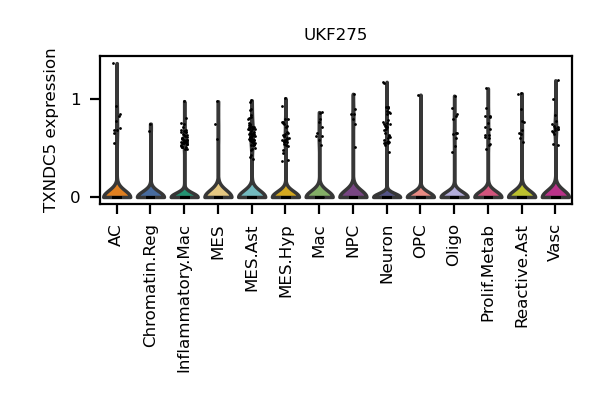 UKF275
TXNDC5 expression
1
0
AC
Chromatin.Reg
Inflammatory.Mac
MES
MES.Ast
MES.Hyp
Mac
NPC
Neuron
OPC
Oligo
Prolif.Metab
Reactive.Ast
Vasc